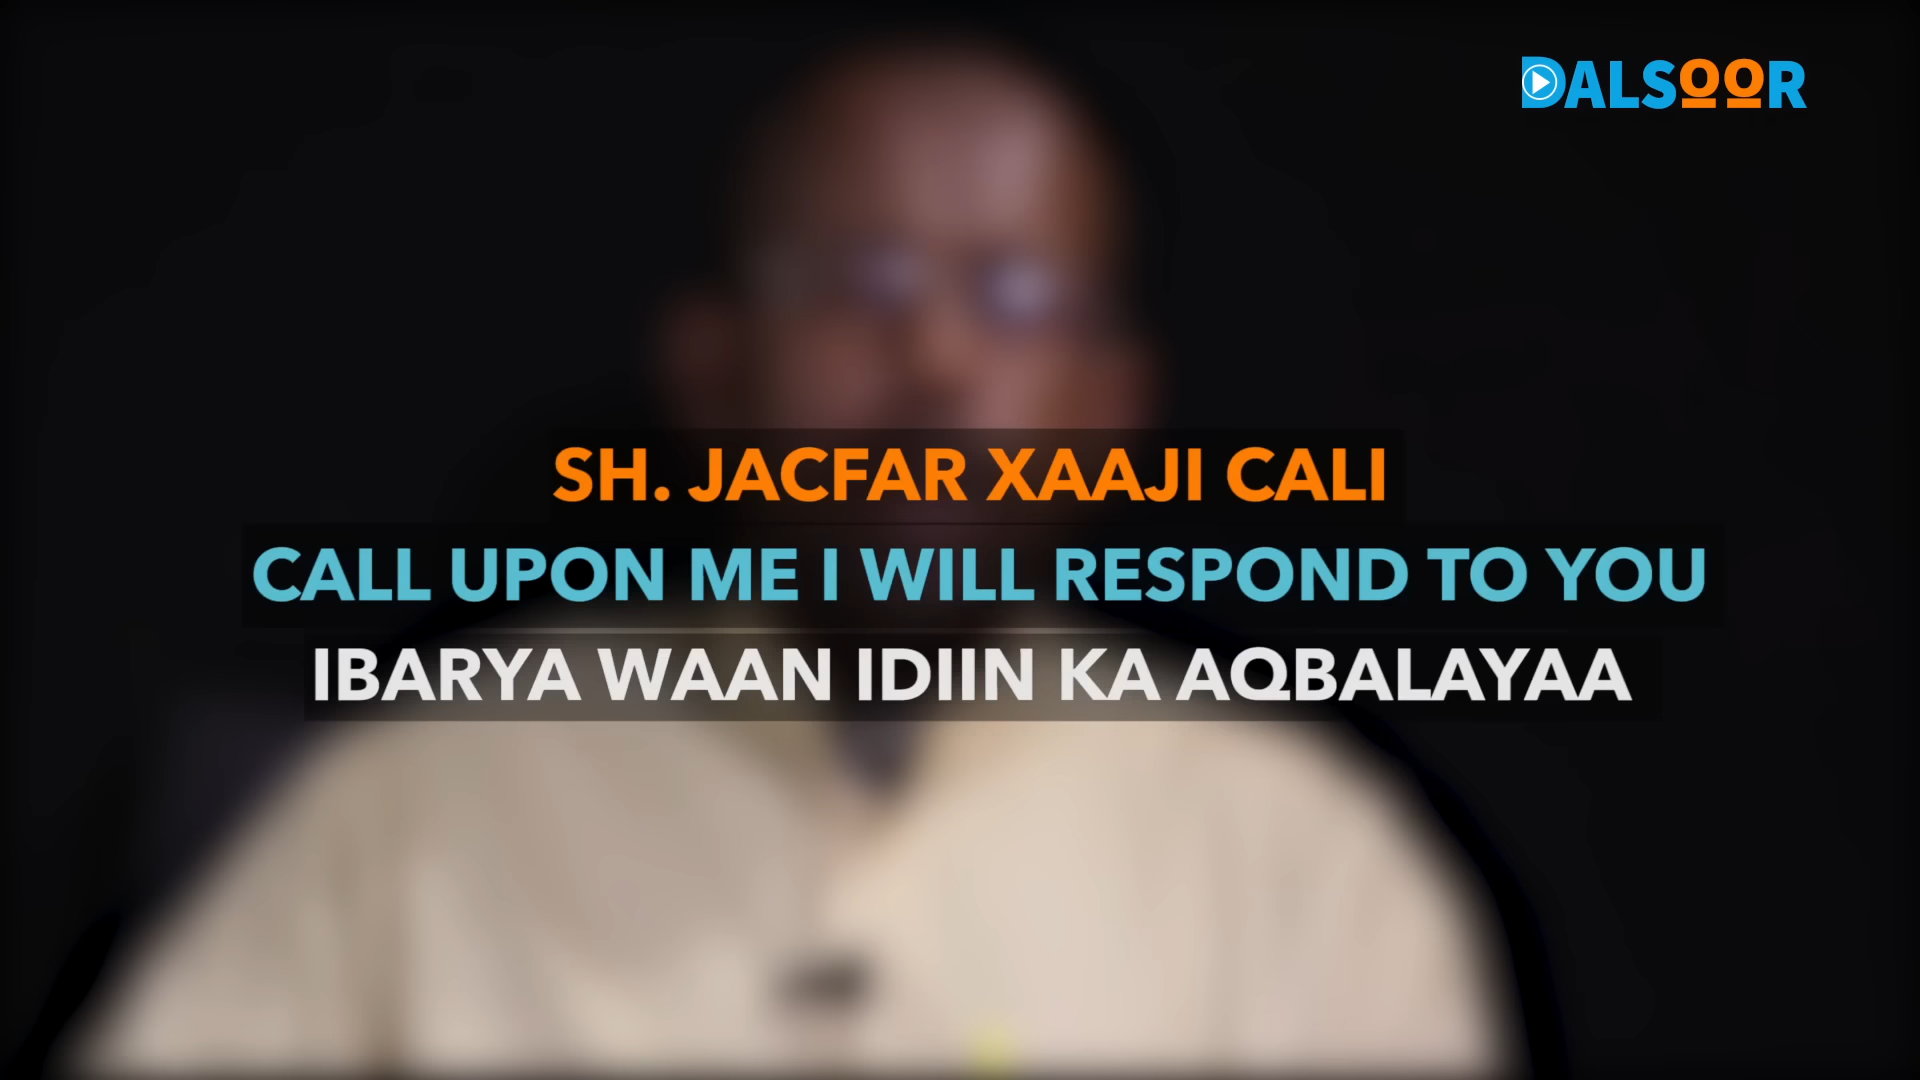 DALSOOR
SH. JACFAR XAAJI CALI
CALL UPON ME I WILL RESPOND TO YOU
IBARYA WAAN IDIIN KA AQBALAYAA